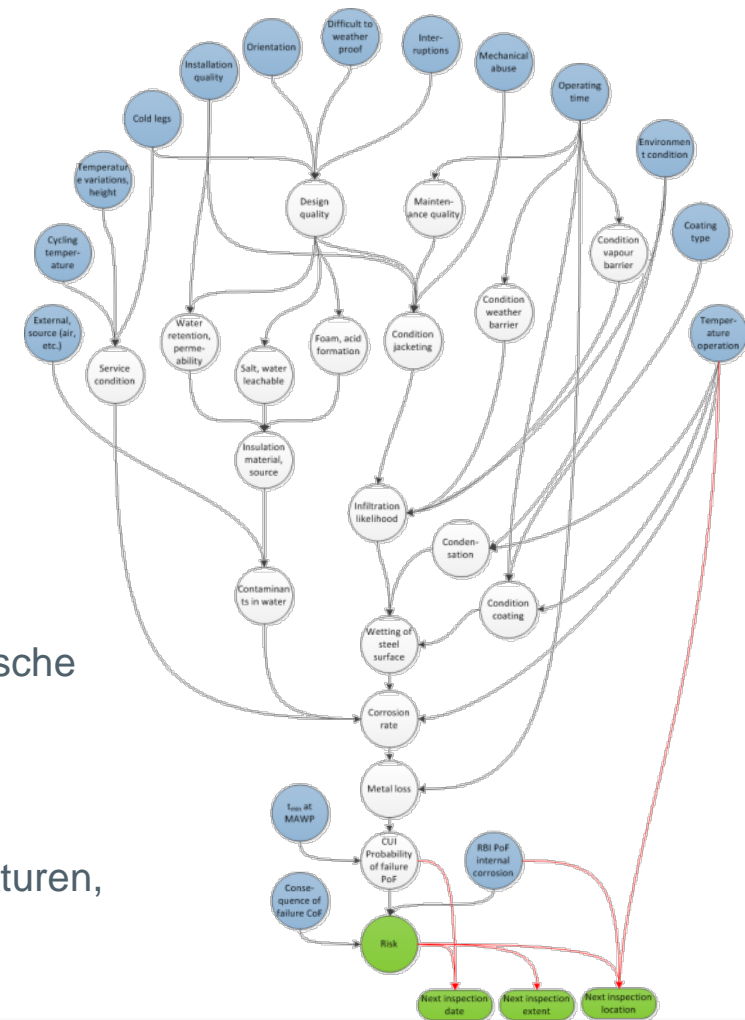 Difficult to
weather
proof
Inter-
ruptions
Orientation
Mechanical
abuse
Installation
quality
Operating
time
Cold legs
Environmen
t condition
Temperatur
e variations,
height
Design
quality
Mainten-
ance quality
Coating
type
Cycling
temper-
ature
Condition
vapour
barrier
External,
source (air,
etc.)
Water
retention,
perme-
ability
Foam, acid
formation
Condition
jacketing
Condition
weather
barrier
Temper-
ature
operation
Service
condition
Salt, water
leachable
Insulation
material,
source
Infiltration
likelihood
Conden-
sation
Contaminan
ts in water
Condition
coating
Wetting of
steel
surface
sche
Corrosion
rate
Metal loss
tmin at
MAWP
CUI
Probability
of failure
PoF
RBI PoF
internal
corrosion
turen,
Conse-
quence of
failure CoF
Risk
Next inspection
date
Next inspection
extent
Next inspection
location